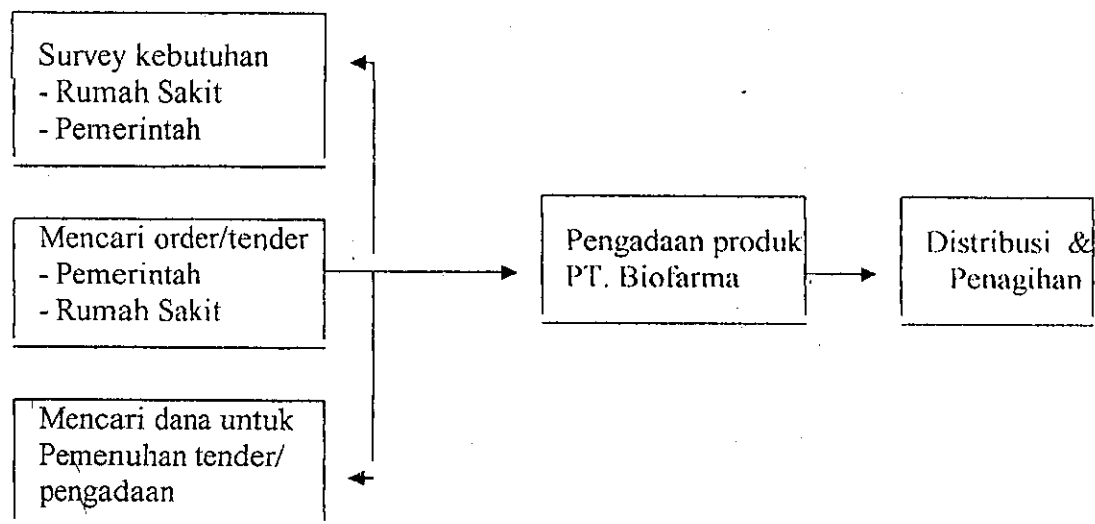 Survey kebutuhan
- Rumah Sakit
- Pemerintah
Mencari order/tender
- Pemerintah
- Rumah Sakit
Mencari dana untuk
Pemenuhan tender/
pengadaan
Pengadaan produk
PT. Biofarma
Distribusi &
Penagihan